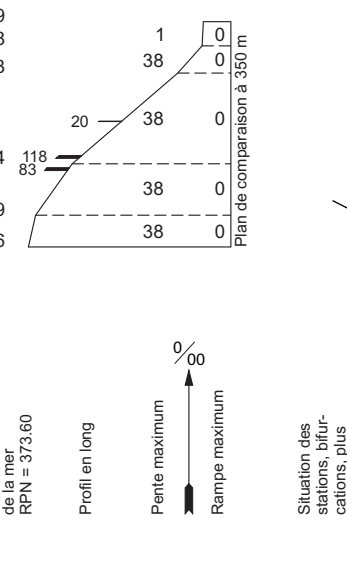 9
3
3
4
9
6
1 0
38 0
20
38 0
118
83
38 0
38 0
Plan de comparaison à 350 m
0/00
de la mer
RPN = 373.60
Profil en long
Pente maximum
Rampe maximum
Situation des
stations, bifur-
cations, plus